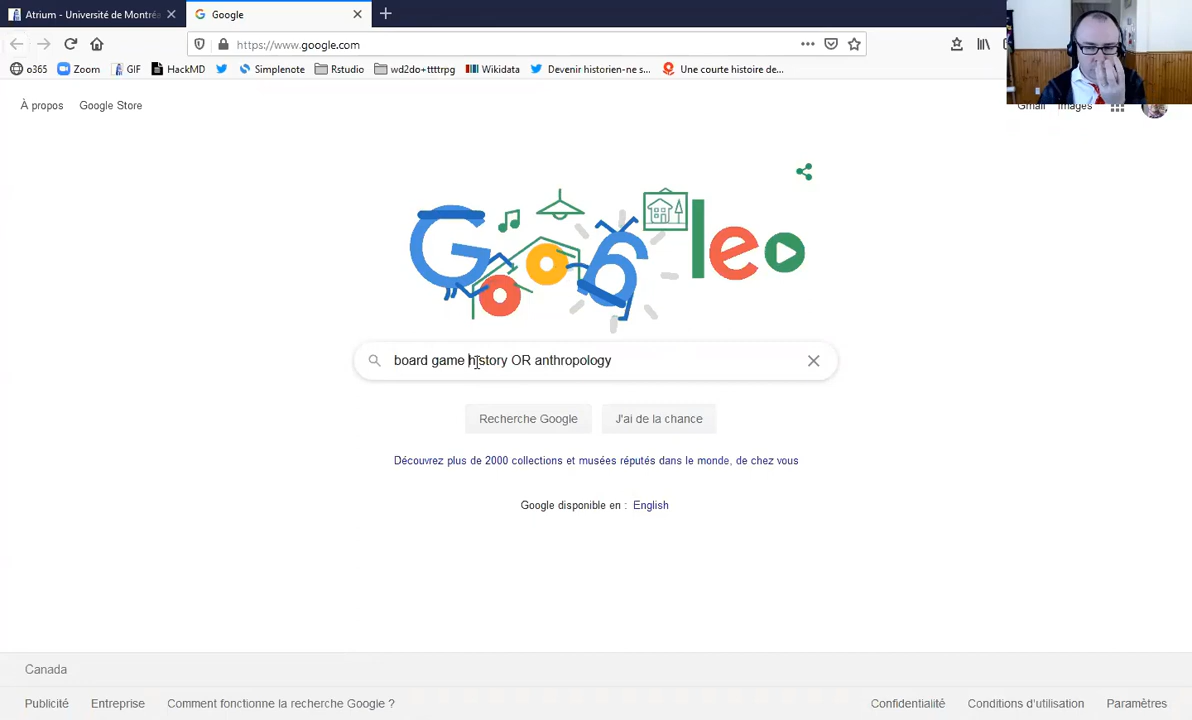 Atrium - Université de Montréa
Google
https://www.google.com
o365 Zoom GIF HackMD Simplenote Rstudio wd2do+ttttrpg Wikidata Devenir historien-ne s... Une courte histoire de...
À propos Google Store Gmail Images
Google
board game history OR anthropology
Recherche Google J'ai de la chance
Découvrez plus de 2000 collections et musées réputés dans le monde, de chez vous
Google disponible en : English
Canada
Publicité Entreprise Comment fonctionne la recherche Google ? Confidentialité Conditions d'utilisation Paramètres